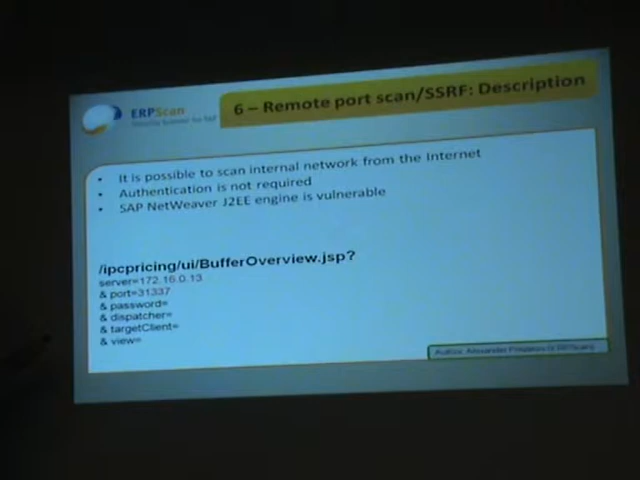 ERPScan
6 – Remote port scan/SSRF: Description
• It is possible to scan internal network from the Internet
• Authentication is not required
• SAP NetWeaver J2EE engine is vulnerable
/ipcpricing/ui/BufferOverview.jsp?
server=172.16.0.13
& port=31337
& password=
& dispatcher=
& targetClient=
& view=
Author: Alexander